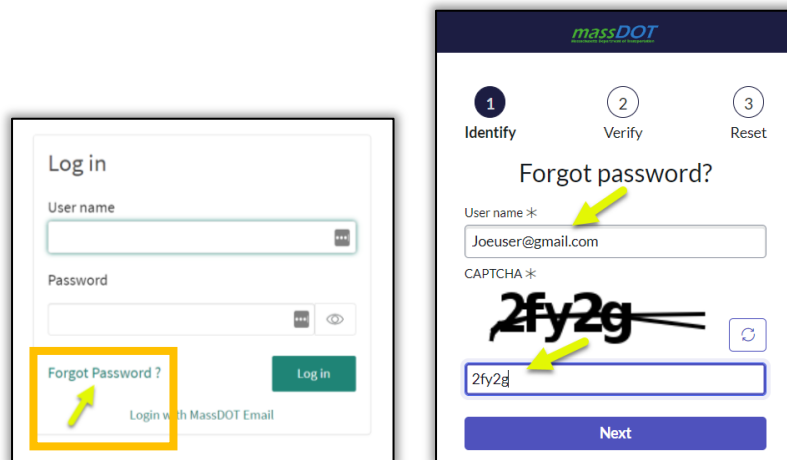 Log in
User name
Password
Forgot Password ?
Log in
Login with MassDOT Email
massDOT
1
2
3
Identify
Verify
Reset
Forgot password?
User name *
Joeuser@gmail.com
CAPTCHA *
2fy2g
2fy2g
Next